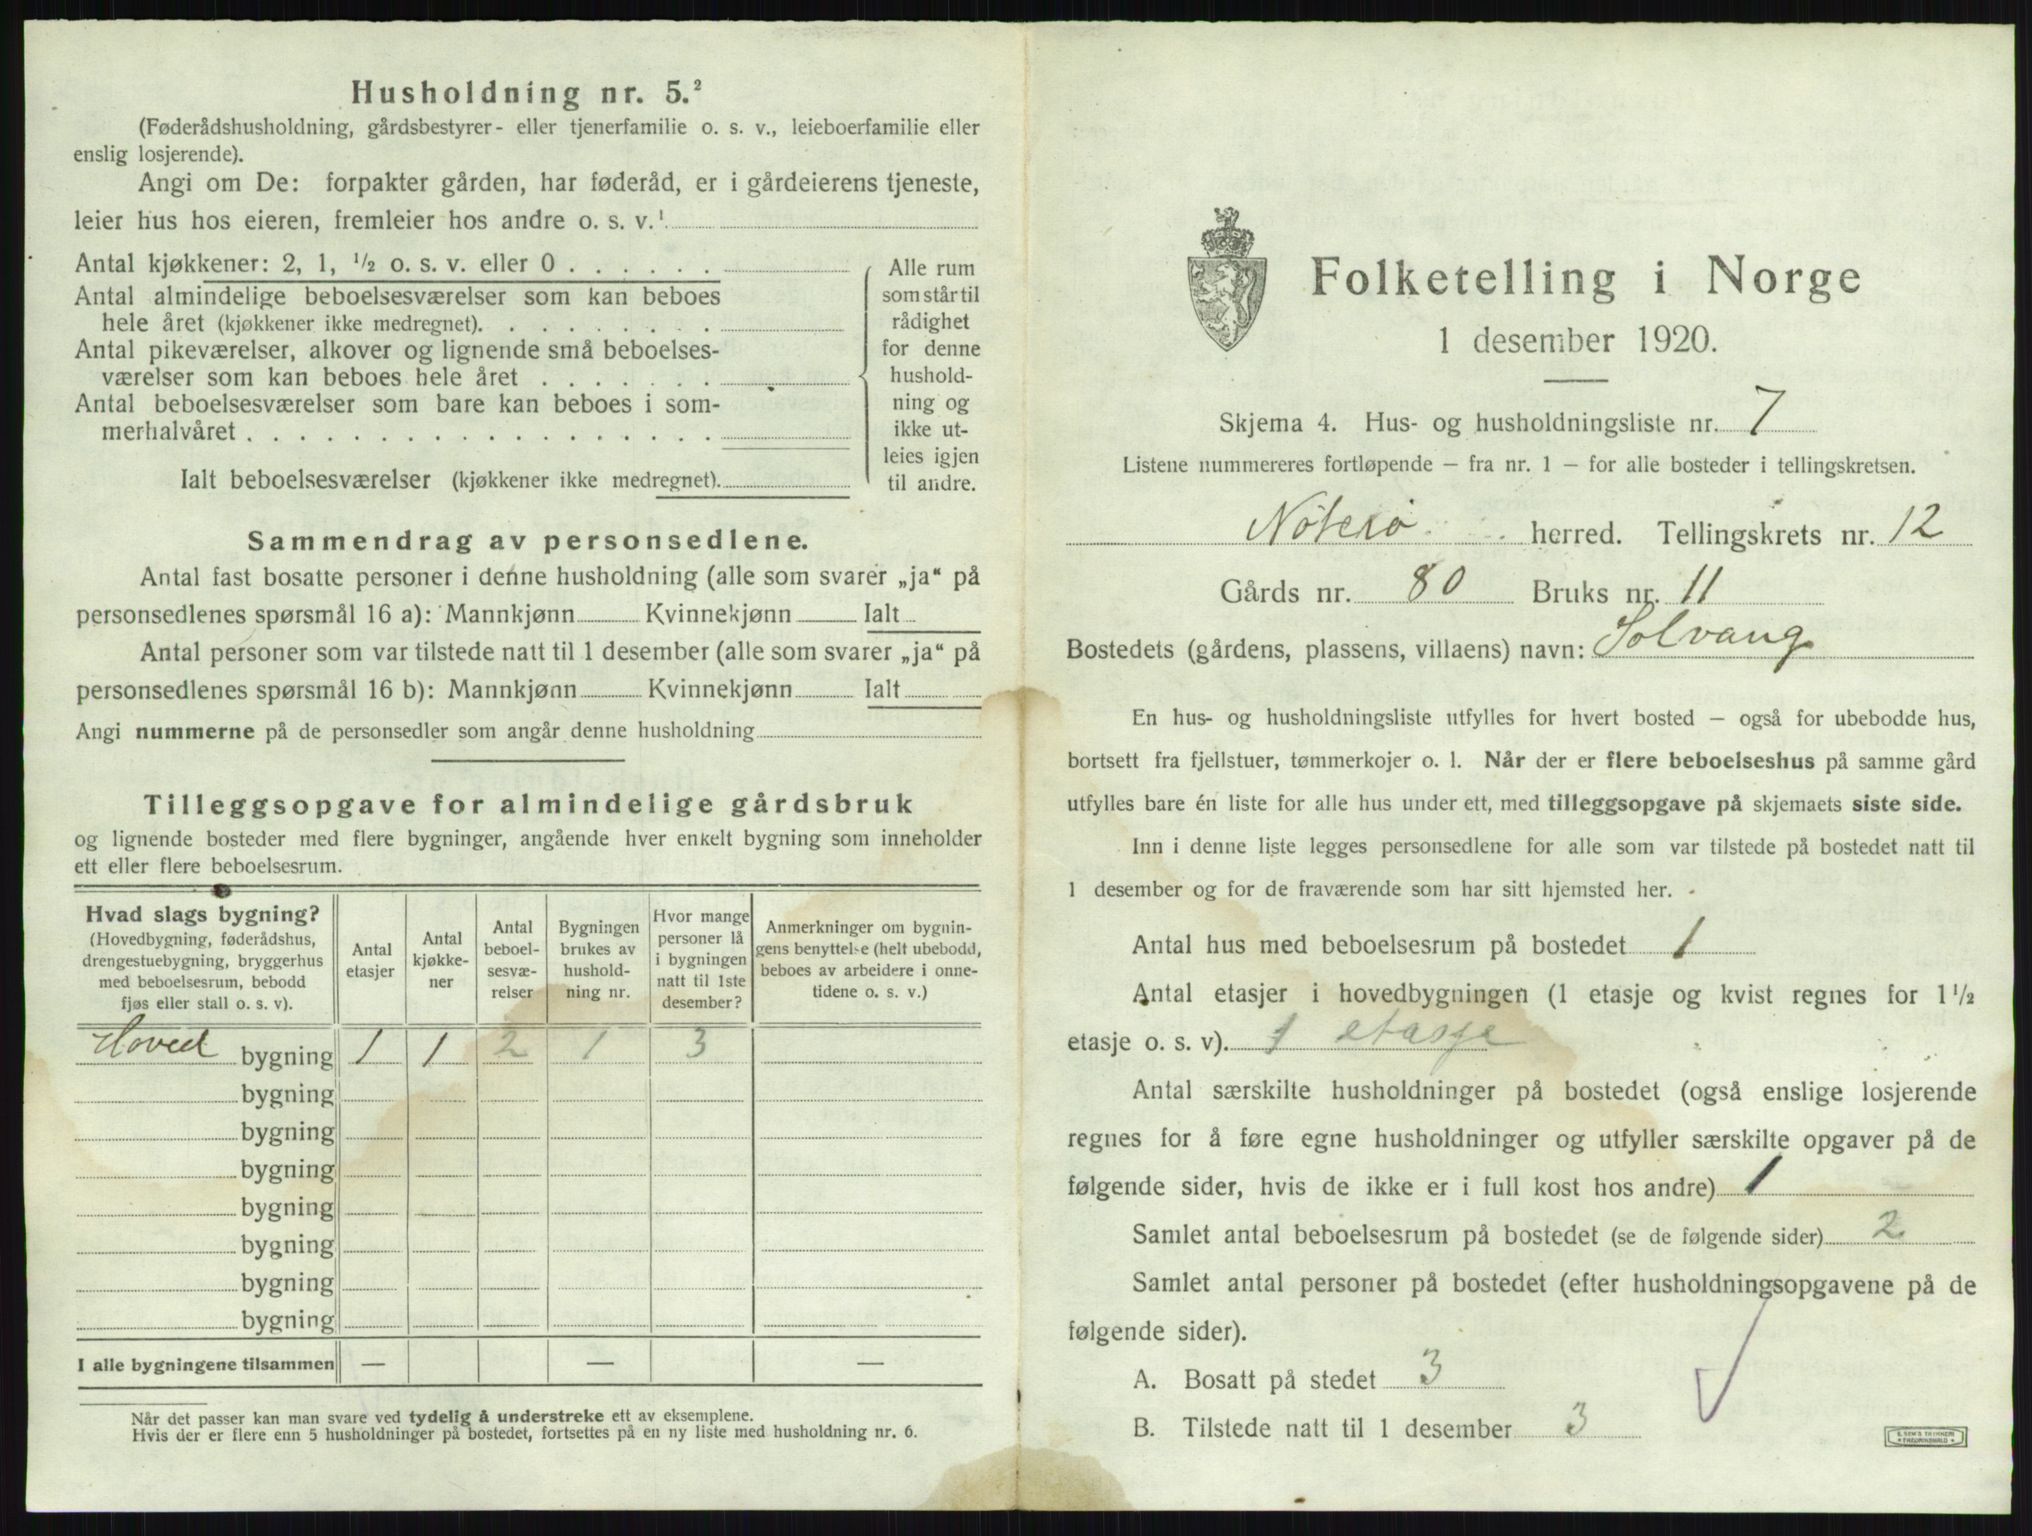 Husholdning nr. 5.²
(Føderådshusholdning, gårdsbestyrer- eller tjenerfamilie o. s. v., leieboerfamilie eller
enslig losjerende).
Angi om De: forpakter gården, har føderåd, er i gårdeierens tjeneste,
leier hus hos eieren, fremleier hos andre o. s. v.¹
Antal kjøkkener: 2, 1, ½ o. s. v. eller 0 . . . . . .
Antal almindelige beboelsesværelser som kan beboes
hele året (kjøkkener ikke medregnet). . . . . . . . .
Antal pikeværelser, alkover og lignende små beboelses-
værelser som kan beboes hele året . . . . . . .
Antal beboelsesværelser som bare kan beboes i som-
merhalvåret . . . . . . . . . . . . . . . . . .
Ialt beboelsesværelser (kjøkkener ikke medregnet).
Alle rum
som står til
rådighet
for denne
hushold-
ning og
ikke ut-
leies igjen
til andre.
Sammendrag av personsedlene.
Antal fast bosatte personer i denne husholdning (alle som svarer „ja“ på
personsedlenes spørsmål 16 a): Mannkjønn Kvinnekjønn Ialt
Antal personer som var tilstede natt til 1 desember (alle som svarer „ja“ på
personsedlenes spørsmål 16 b): Mannkjønn Kvinnekjønn Ialt
Angi nummerne på de personsedler som angår denne husholdning
Tilleggsopgave for almindelige gårdsbruk
og lignende bosteder med flere bygninger, angående hver enkelt bygning som inneholder
ett eller flere beboelsesrum.
Hvad slags bygning?
(Hovedbygning, føderådshus,
drengestuebygning, bryggerhus
med beboelsesrum, bebodd
fjøs eller stall o. s. v).
Antal
etasjer
Antal
kjøkke-
ner
Antal
beboel-
sesvæ-
relser
Bygningen
brukes av
hushold-
ning nr.
Hvor mange
personer lå
i bygningen
natt til 1ste
desember?
Anmerkninger om bygnin-
gens benyttelse (helt ubebodd,
beboes av arbeidere i onne-
tidene o. s. v.)
Hoved bygning 1 1 2 1 3
bygning
bygning
bygning
bygning
bygning
bygning
bygning
I alle bygningene tilsammen — — —
Når det passer kan man svare ved tydelig å understreke ett av eksemplene.
Hvis der er flere enn 5 husholdninger på bostedet, fortsettes på en ny liste med husholdning nr. 6.
Folketelling i Norge
1 desember 1920.
Skjema 4. Hus- og husholdningsliste nr. 7
Listene nummereres fortløpende – fra nr. 1 – for alle bosteder i tellingskretsen.
Nøterø herred. Tellingskrets nr. 12
Gårds nr. 80 Bruks nr. 11
Bostedets (gårdens, plassens, villaens) navn: Solvang
En hus- og husholdningsliste utfylles for hvert bosted – også for ubebodde hus,
bortsett fra fjellstuer, tømmerkojer o. l. Når der er flere beboelseshus på samme gård
utfylles bare én liste for alle hus under ett, med tilleggsopgave på skjemaets siste side.
Inn i denne liste legges personsedlene for alle som var tilstede på bostedet natt til
1 desember og for de fraværende som har sitt hjemsted her.
Antal hus med beboelsesrum på bostedet 1
Antal etasjer i hovedbygningen (1 etasje og kvist regnes for 1½
etasje o. s. v). 1 etasje
Antal særskilte husholdninger på bostedet (også enslige losjerende
regnes for å føre egne husholdninger og utfyller særskilte opgaver på de
følgende sider, hvis de ikke er i full kost hos andre) 1
Samlet antal beboelsesrum på bostedet (se de følgende sider) 2
Samlet antal personer på bostedet (efter husholdningsopgavene på de
følgende sider).
A. Bosatt på stedet 3
B. Tilstede natt til 1 desember 3